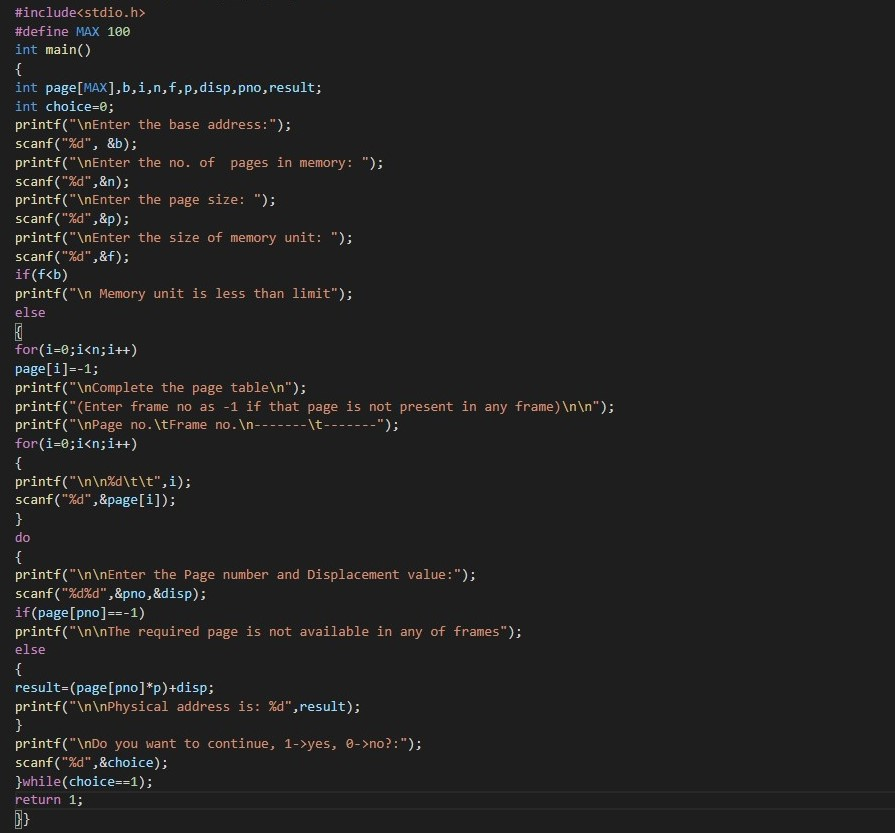 #include<stdio.h>
#define MAX 100
int main()
{
int page[MAX],b,i,n,f,p,disp,pno,result;
int choice=0;
printf("\nEnter the base address:");
scanf("%d", &b);
printf("\nEnter the no. of  pages in memory: ");
scanf("%d",&n);
printf("\nEnter the page size: ");
scanf("%d",&p);
printf("\nEnter the size of memory unit: ");
scanf("%d",&f);
if(f<b)
printf("\n Memory unit is less than limit");
else
{
for(i=0;i<n;i++)
page[i]=-1;
printf("\nComplete the page table\n");
printf("(Enter frame no as -1 if that page is not present in any frame)\n\n");
printf("\nPage no.\tFrame no.\n-------\t-------");
for(i=0;i<n;i++)
{
printf("\n\n%d\t\t",i);
scanf("%d",&page[i]);
}
do
{
printf("\n\nEnter the Page number and Displacement value:");
scanf("%d%d",&pno,&disp);
if(page[pno]==-1)
printf("\n\nThe required page is not available in any of frames");
else
{
result=(page[pno]*p)+disp;
printf("\n\nPhysical address is: %d",result);
}
printf("\nDo you want to continue, 1->yes, 0->no?:");
scanf("%d",&choice);
}while(choice==1);
return 1;
}}